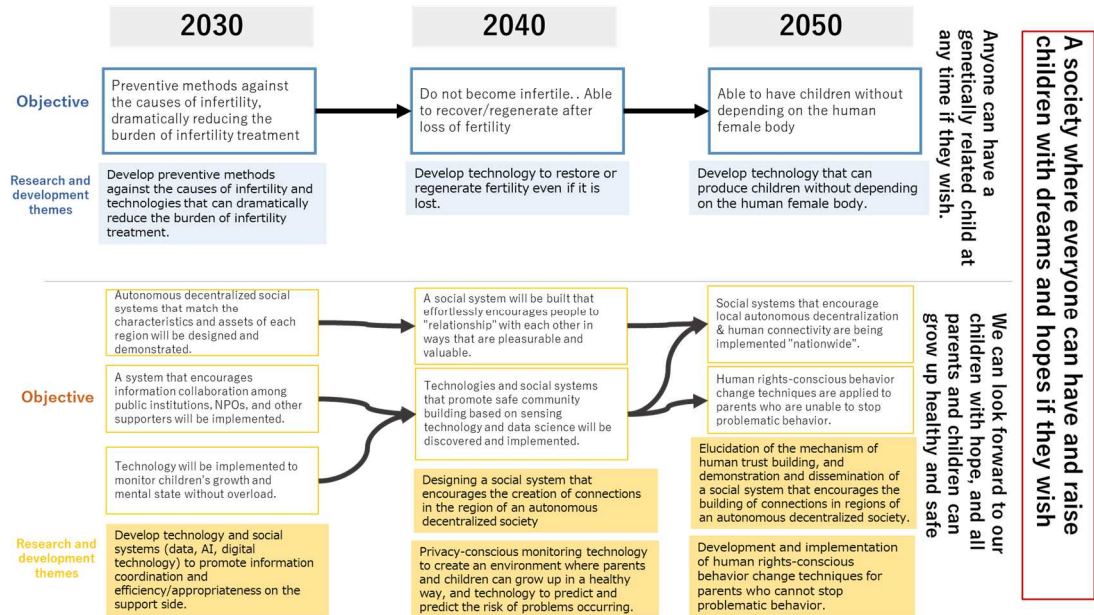 2030
2040
2050
Objective
Preventive methods against
the causes of infertility,
dramatically reducing the
burden of infertility treatment
Do not become infertile.. Able
to recover/regenerate after
loss of fertility
Able to have children without
depending on the human
female body
Research and
development
themes
Develop preventive methods
against the causes of infertility and
technologies that can dramatically
reduce the burden of infertility
treatment.
Develop technology to restore or
regenerate fertility even if it is
lost.
Develop technology that can
produce children without depending
on the human female body.
Anyone can have a
genetically related child at
any time if they wish.
Objective
Autonomous decentralized social
systems that match the
characteristics and assets of each
region will be designed and
demonstrated.
A system that encourages
information collaboration among
public institutions, NPOs, and other
supporters will be implemented.
Technology will be implemented to
monitor children's growth and
mental state without overload.
A social system will be built that
effortlessly encourages people to
"relationship" with each other in
ways that are pleasurable and
valuable.
Technologies and social systems
that promote safe community
building based on sensing
technology and data science will be
discovered and implemented.
Social systems that encourage
local autonomous decentralization
& human connectivity are being
implemented "nationwide".
Human rights-conscious behavior
change techniques are applied to
parents who are unable to stop
problematic behavior.
Research and
development
themes
Develop technology and social
systems (data, AI, digital
technology) to promote information
coordination and
efficiency/appropriateness on the
support side.
Designing a social system that
encourages the creation of connections
in the region of an autonomous
decentralized society
Privacy-conscious monitoring technology
to create an environment where parents
and children can grow up in a healthy
way, and technology to predict and
predict the risk of problems occurring.
Elucidation of the mechanism of
human trust building, and
demonstration and dissemination of
a social system that encourages the
building of connections in regions of
an autonomous decentralized society.
Development and implementation
of human rights-conscious
behavior change techniques for
parents who cannot stop
problematic behavior.
We can look forward to our
children with hope, and all
parents and children can
grow up healthy and safe
A society where everyone can have and raise
children with dreams and hopes if they wish